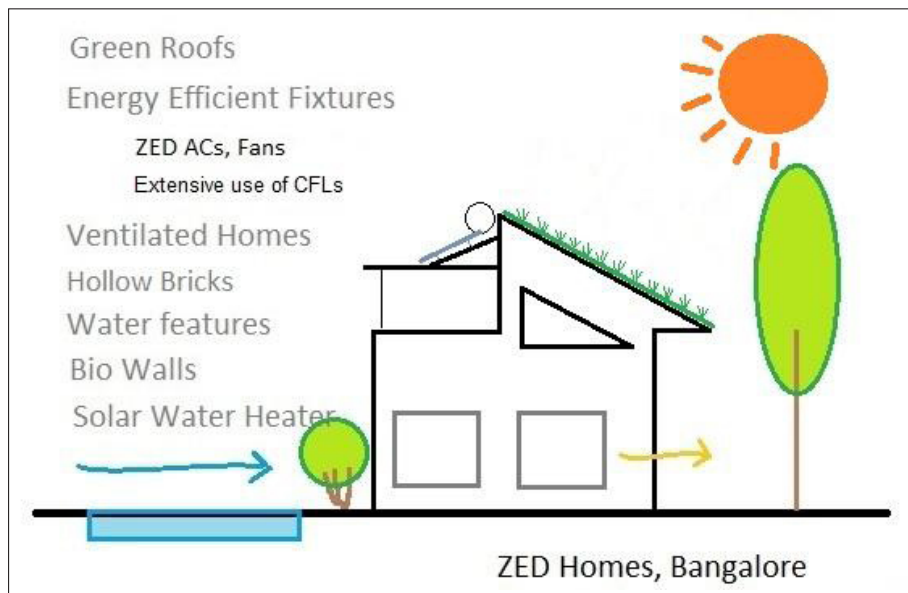 Green Roofs
Energy Efficient Fixtures
ZED ACs, Fans
Extensive use of CFLs
Ventilated Homes
Hollow Bricks
Water features
Bio Walls
Solar Water Heater
ZED Homes, Bangalore